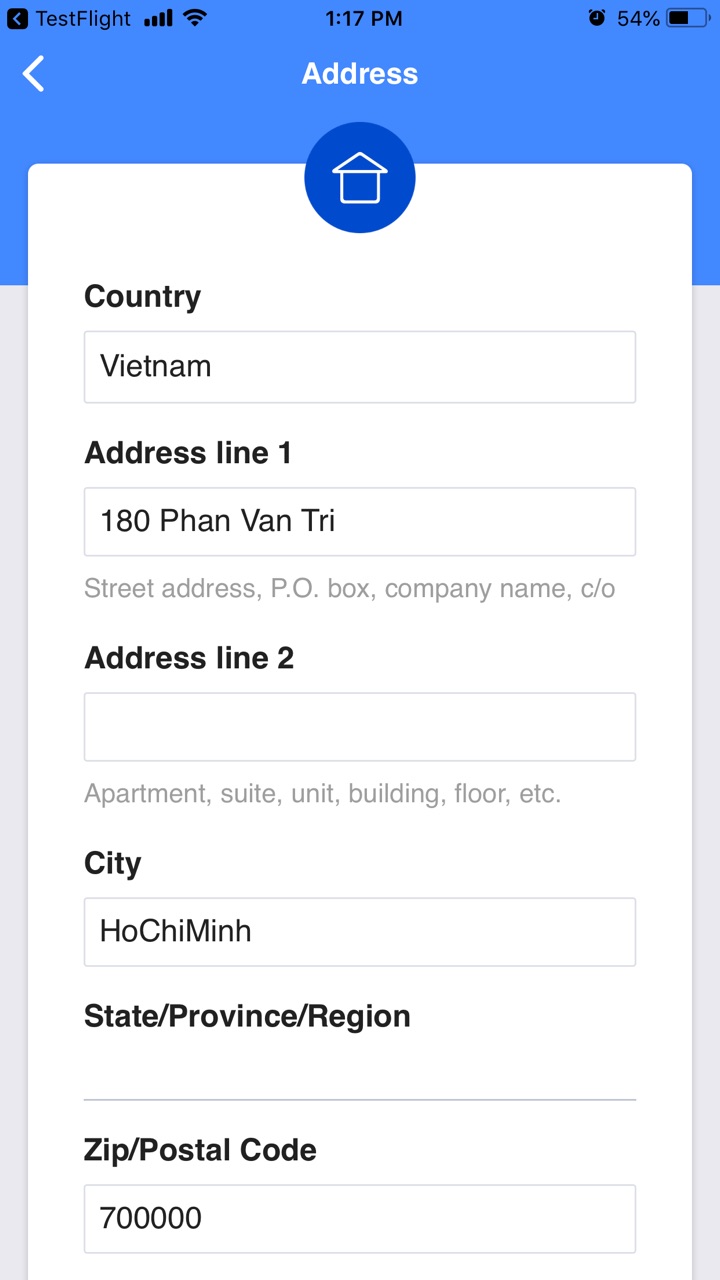 TestFlight 1:17 PM 54%
Address
Country
Vietnam
Address line 1
180 Phan Van Tri
Street address, P.O. box, company name, c/o
Address line 2
Apartment, suite, unit, building, floor, etc.
City
HoChiMinh
State/Province/Region
Zip/Postal Code
700000